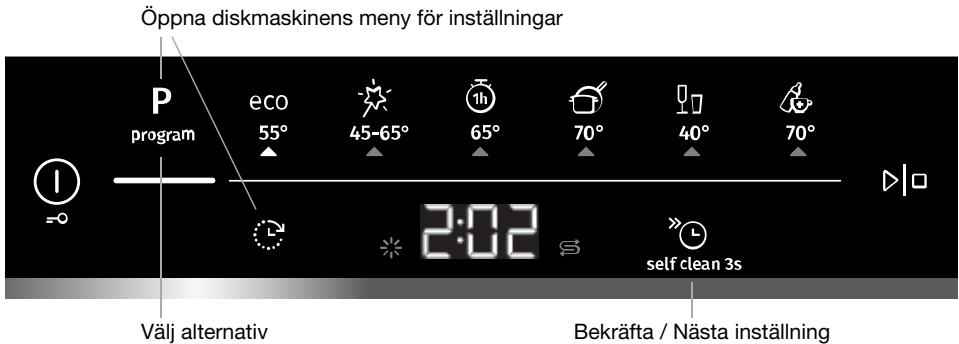 Öppna diskmaskinens meny för inställningar
P
program
eco
55°
45-65°
1h
65°
70°
40°
70°
2:02
self clean 3s
Välj alternativ
Bekräfta / Nästa inställning